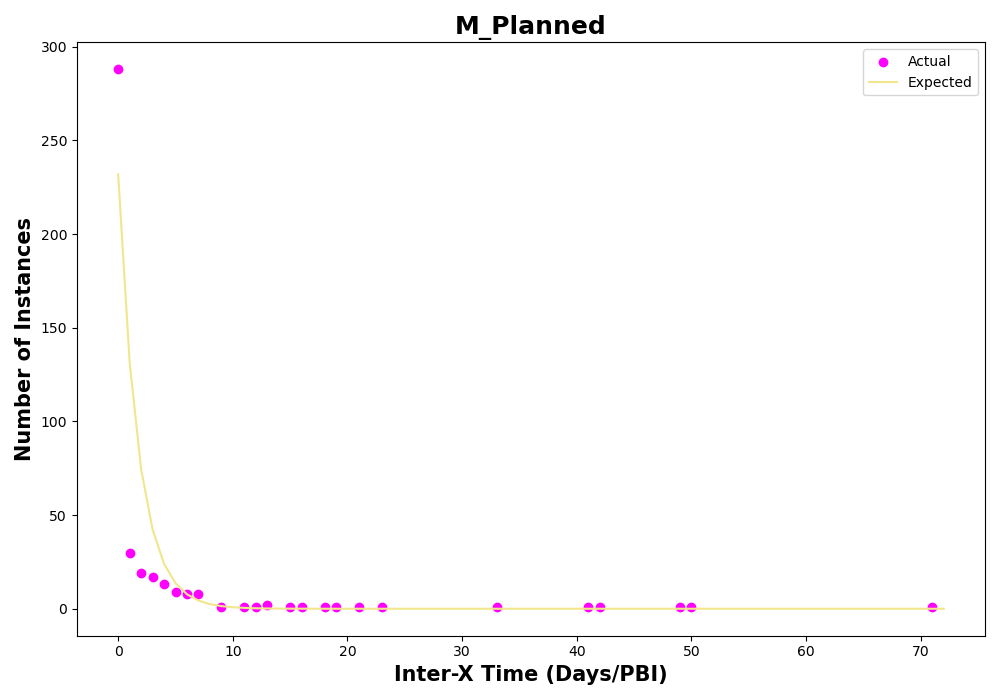 M_Planned
Actual
Expected
Number of Instances
300
250
200
150
100
50
0
0 10 20 30 40 50 60 70
Inter-X Time (Days/PBI)